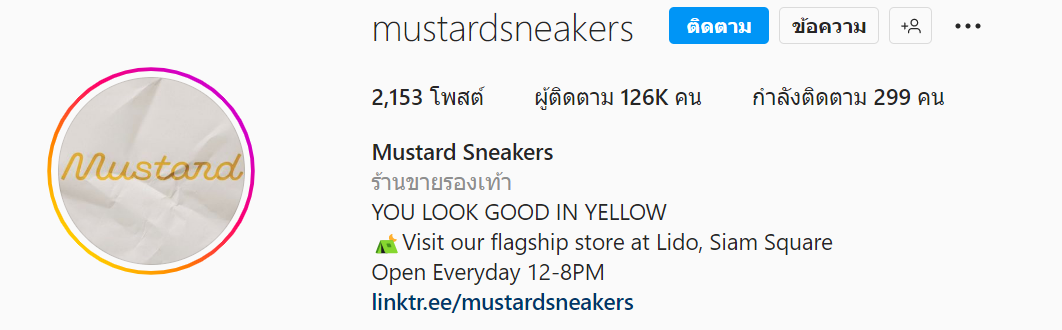 mustardsneakers ติดตาม ข้อความ
2,153 โพสต์ ผู้ติดตาม 126K คน กำลังติดตาม 299 คน
Mustard
Mustard Sneakers
ร้านขายรองเท้า
YOU LOOK GOOD IN YELLOW
🏕️Visit our flagship store at Lido, Siam Square
Open Everyday 12-8PM
linktr.ee/mustardsneakers